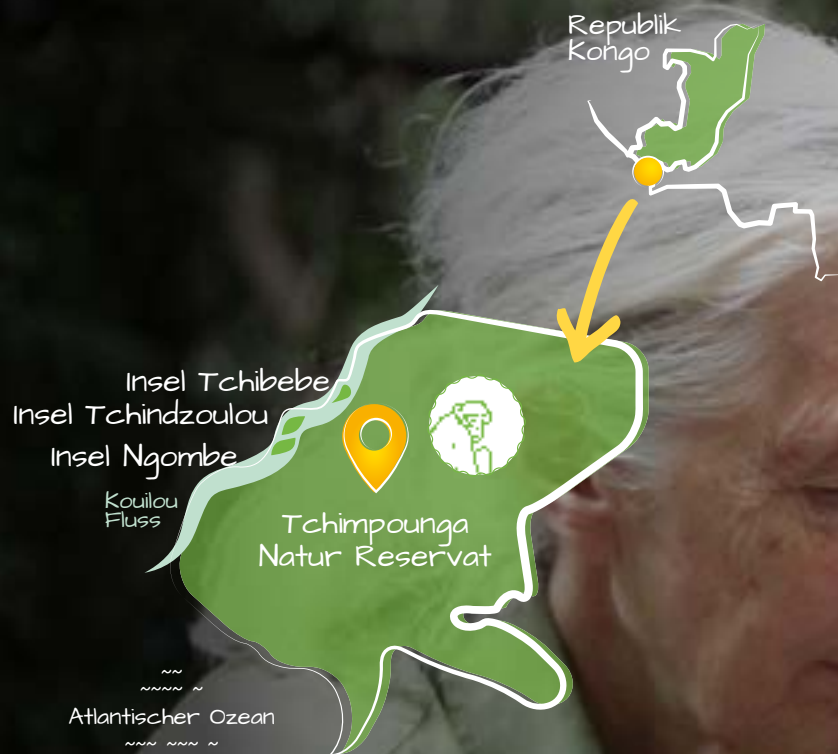 Republik
Kongo
Insel Tchibebe
Insel Tchindzoulou
Insel Ngombe
Kouilou
Fluss
Tchimpounga
Natur Reservat
Atlantischer Ozean